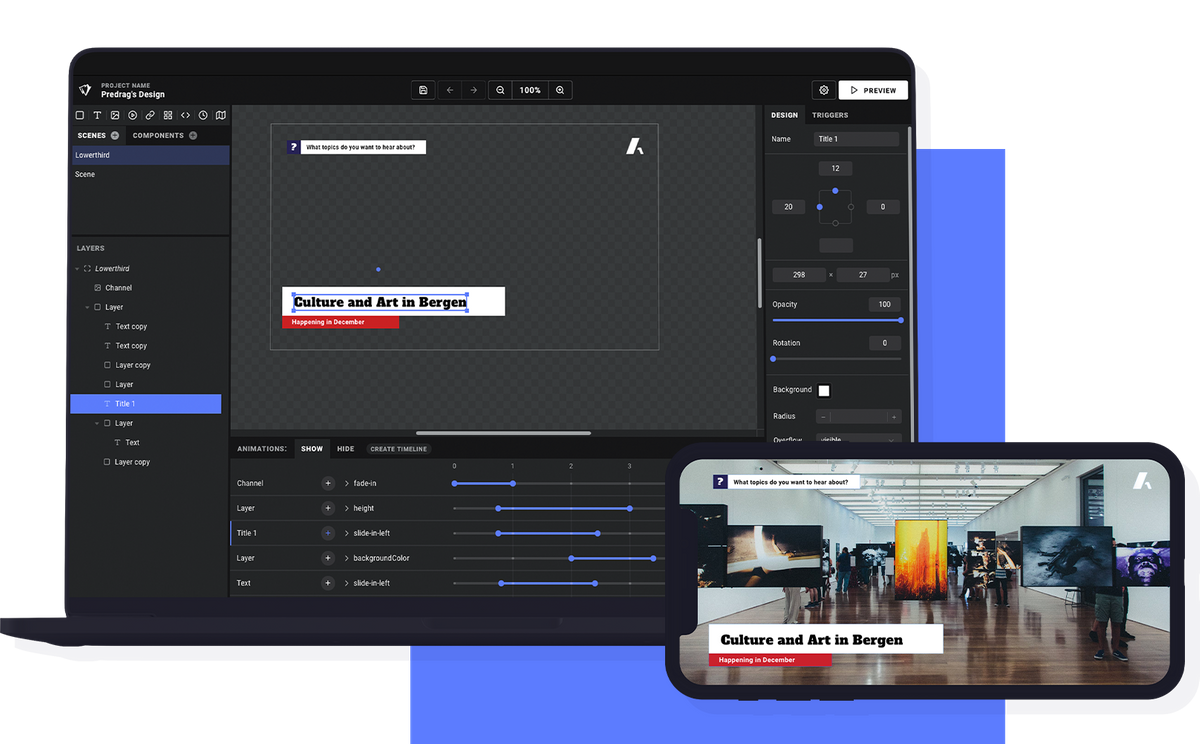 PROJECT NAME
Predrag's Design
100%
PREVIEW
SCENES
COMPONENTS
Lowerthird
Scene
LAYERS
Lowerthird
Channel
Layer
Text copy
Text copy
Layer copy
Layer
Title 1
Layer
Text
Layer copy
? What topics do you want to hear about?
Culture and Art in Bergen
Happening in December
DESIGN TRIGGERS
Name Title 1
12
20 0
298 × 27 px
Opacity 100
Rotation 0
Background
Radius - +
Overflow visible
ANIMATIONS: SHOW HIDE CREATE TIMELINE
0 1 2 3
Channel + > fade-in
Layer + > height
Title 1 + > slide-in-left
Layer + > backgroundColor
Text + > slide-in-left
? What topics do you want to hear about?
Culture and Art in Bergen
Happening in December